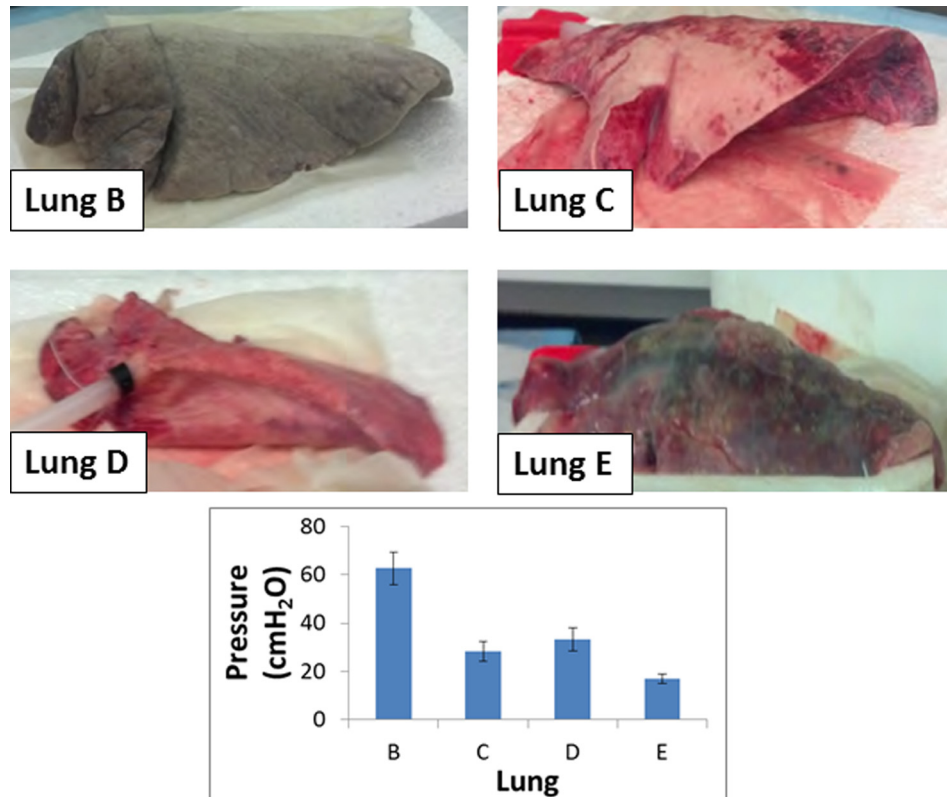 Lung B
Lung C
Lung D
Lung E
80
60
40
20
0
Pressure
(cmH₂O)
B C D E
Lung